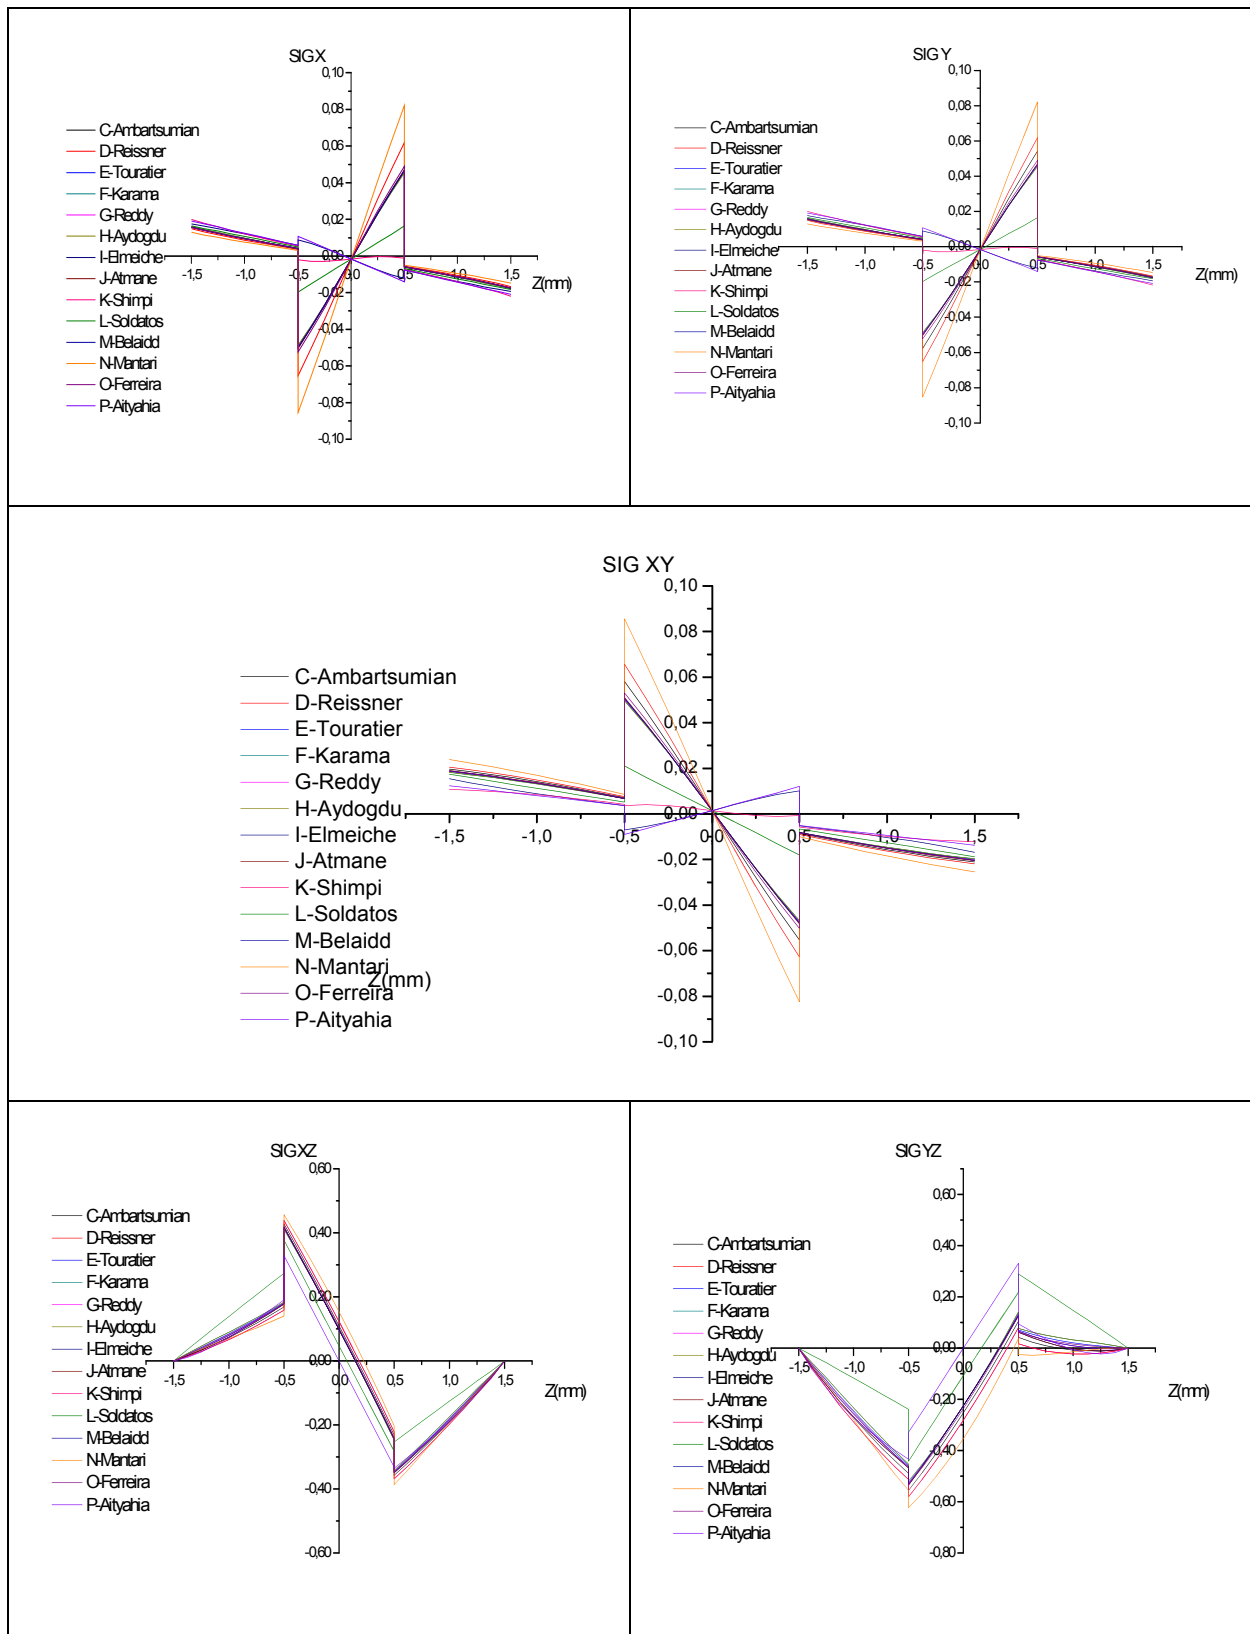 SIGX
0,10
0,08
0,06
0,04
0,02
0,00
-0,02
-0,04
-0,06
-0,08
-0,10
-1,5 -1,0 -0,5 0,0 0,5 1,0 1,5
Z(mm)
C-Ambartsumian
D-Reissner
E-Touratier
F-Karama
G-Reddy
H-Aydogdu
I-Elmeiche
J-Atmane
K-Shimpi
L-Soldatos
M-Belaidd
N-Mantari
O-Ferreira
P-Aityahia
SIGY
0,10
0,08
0,06
0,04
0,02
0,00
-0,02
-0,04
-0,06
-0,08
-0,10
-1,5 -1,0 -0,5 0,0 0,5 1,0 1,5
Z(mm)
C-Ambartsumian
D-Reissner
E-Touratier
F-Karama
G-Reddy
H-Aydogdu
I-Elmeiche
J-Atmane
K-Shimpi
L-Soldatos
M-Belaidd
N-Mantari
O-Ferreira
P-Aityahia
SIG XY
0,10
0,08
0,06
0,04
0,02
0,00
-0,02
-0,04
-0,06
-0,08
-0,10
-1,5 -1,0 -0,5 0,0 0,5 1,0 1,5
C-Ambartsumian
D-Reissner
E-Touratier
F-Karama
G-Reddy
H-Aydogdu
I-Elmeiche
J-Atmane
K-Shimpi
L-Soldatos
M-Belaidd
N-Mantari
Z(mm)
O-Ferreira
P-Aityahia
SIGXZ
0,60
0,40
0,20
0,00
-0,20
-0,40
-0,60
-1,5 -1,0 -0,5 0,0 0,5 1,0 1,5
Z(mm)
C-Ambartsumian
D-Reissner
E-Touratier
F-Karama
G-Reddy
H-Aydogdu
I-Elmeiche
J-Atmane
K-Shimpi
L-Soldatos
M-Belaidd
N-Mantari
O-Ferreira
P-Aityahia
SIGYZ
0,60
0,40
0,20
0,00
-0,20
-0,40
-0,60
-0,80
-1,5 -1,0 -0,5 0,0 0,5 1,0 1,5
Z(mm)
C-Ambartsumian
D-Reissner
E-Touratier
F-Karama
G-Reddy
H-Aydogdu
I-Elmeiche
J-Atmane
K-Shimpi
L-Soldatos
M-Belaidd
N-Mantari
O-Ferreira
P-Aityahia